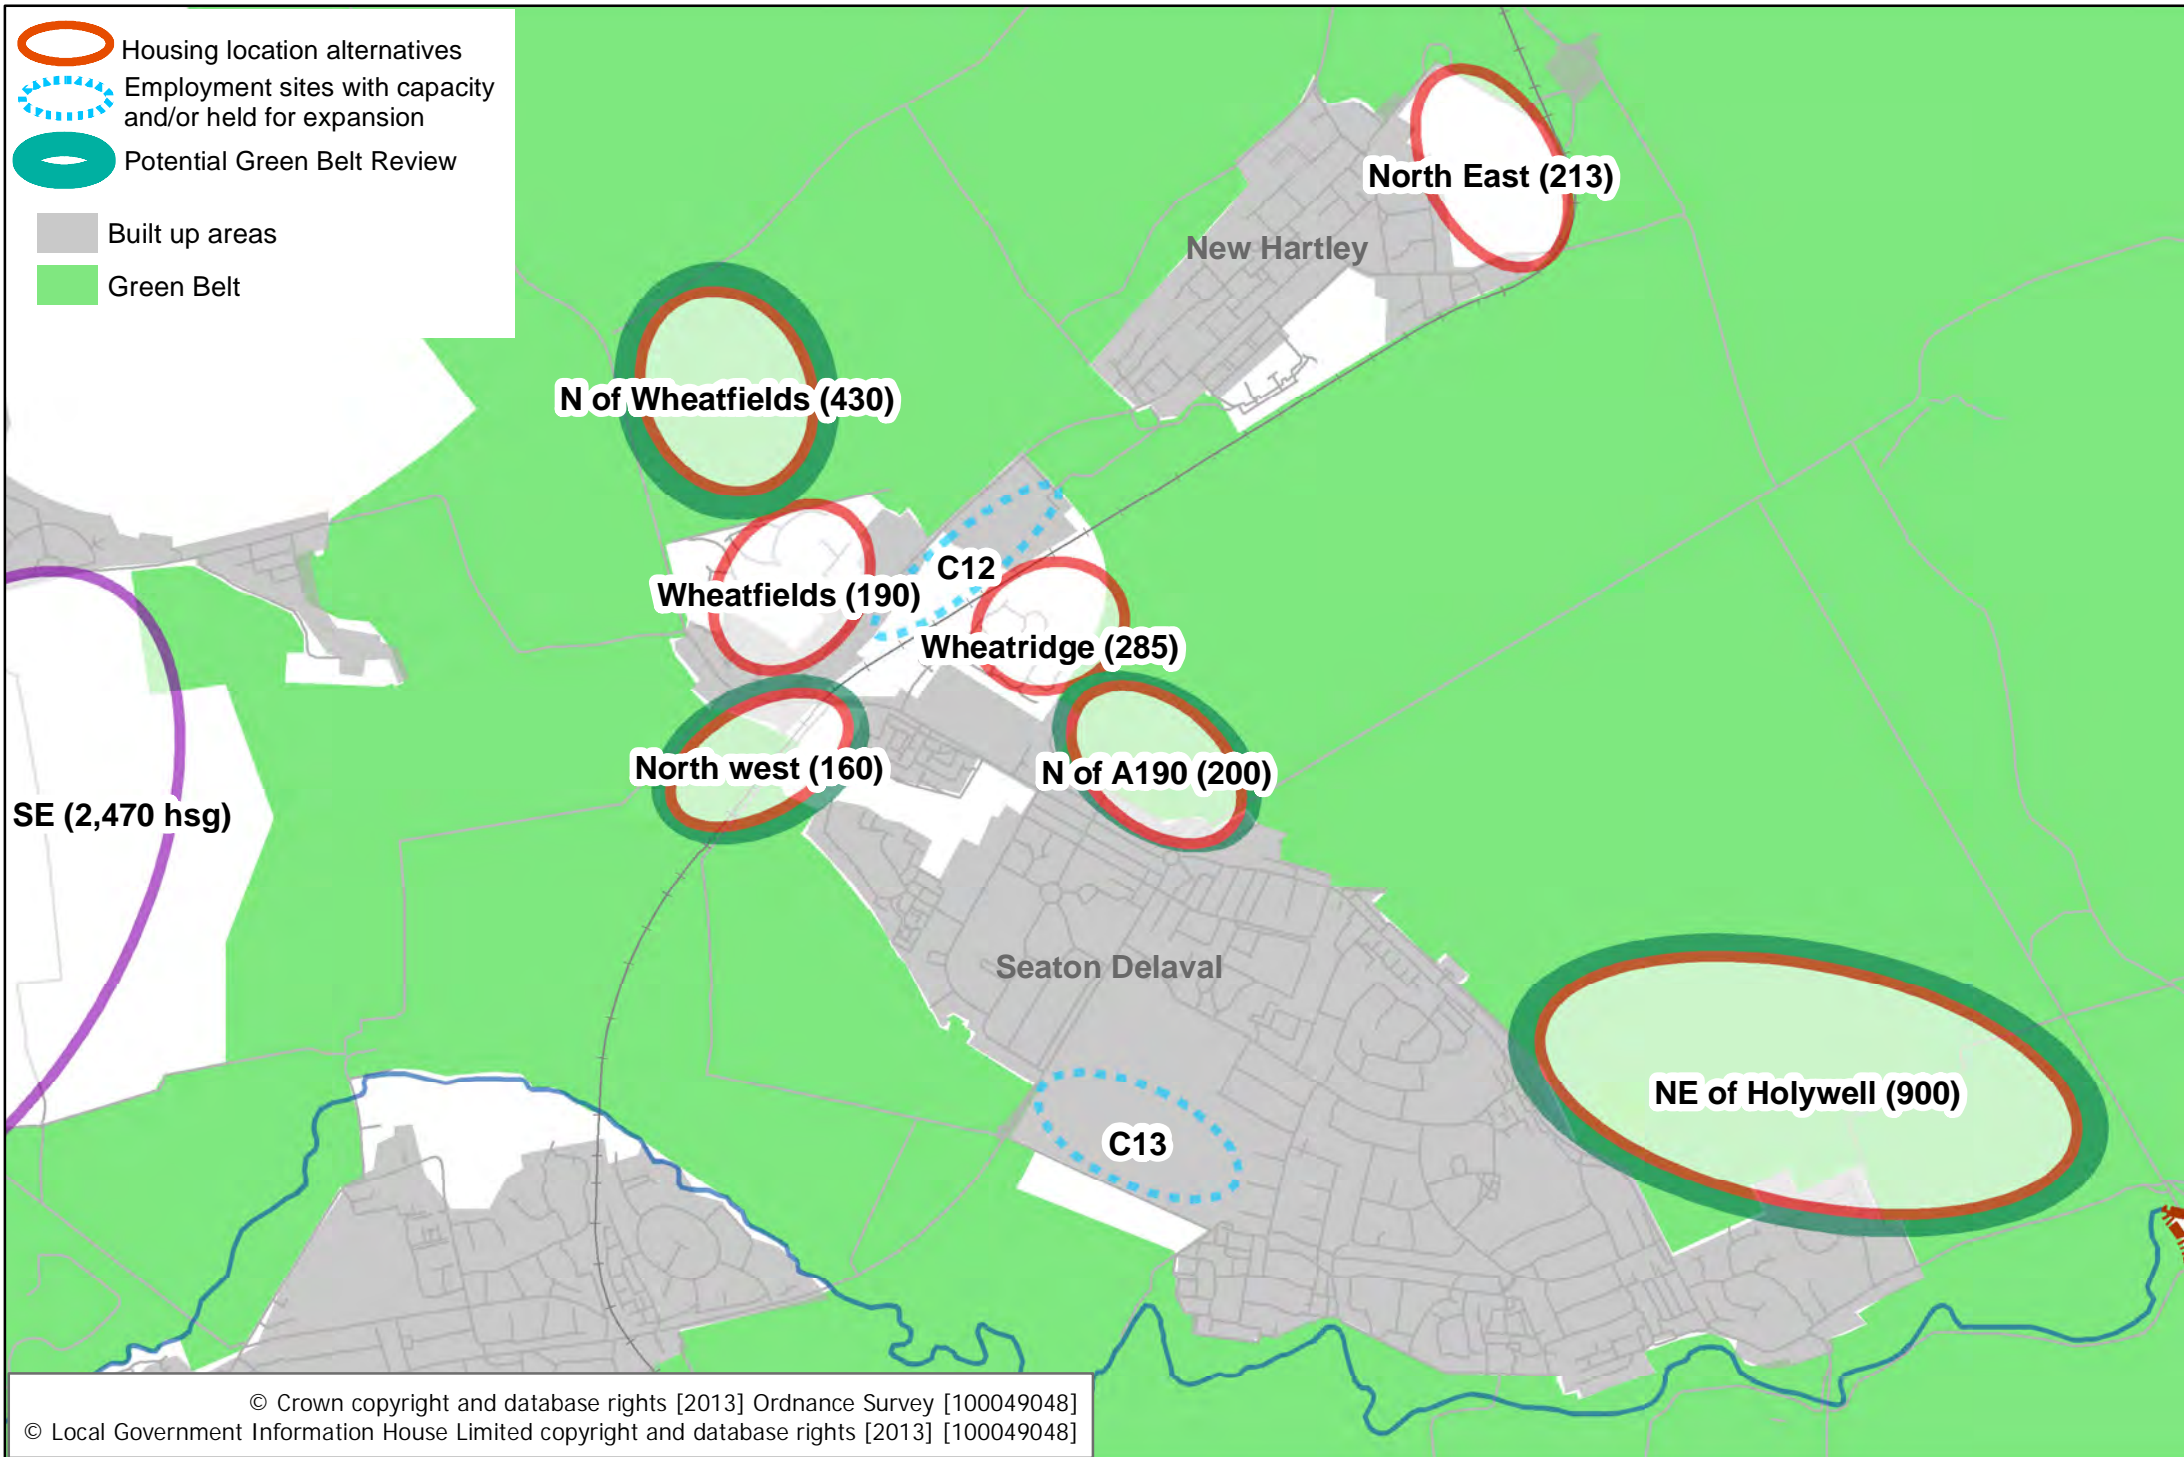 Housing location alternatives
Employment sites with capacity
and/or held for expansion
Potential Green Belt Review
Built up areas
Green Belt
North East (213)
New Hartley
N of Wheatfields (430)
C12
Wheatfields (190)
Wheatridge (285)
North west (160)
N of A190 (200)
SE (2,470 hsg)
Seaton Delaval
NE of Holywell (900)
C13
© Crown copyright and database rights [2013] Ordnance Survey [100049048]
© Local Government Information House Limited copyright and database rights [2013] [100049048]